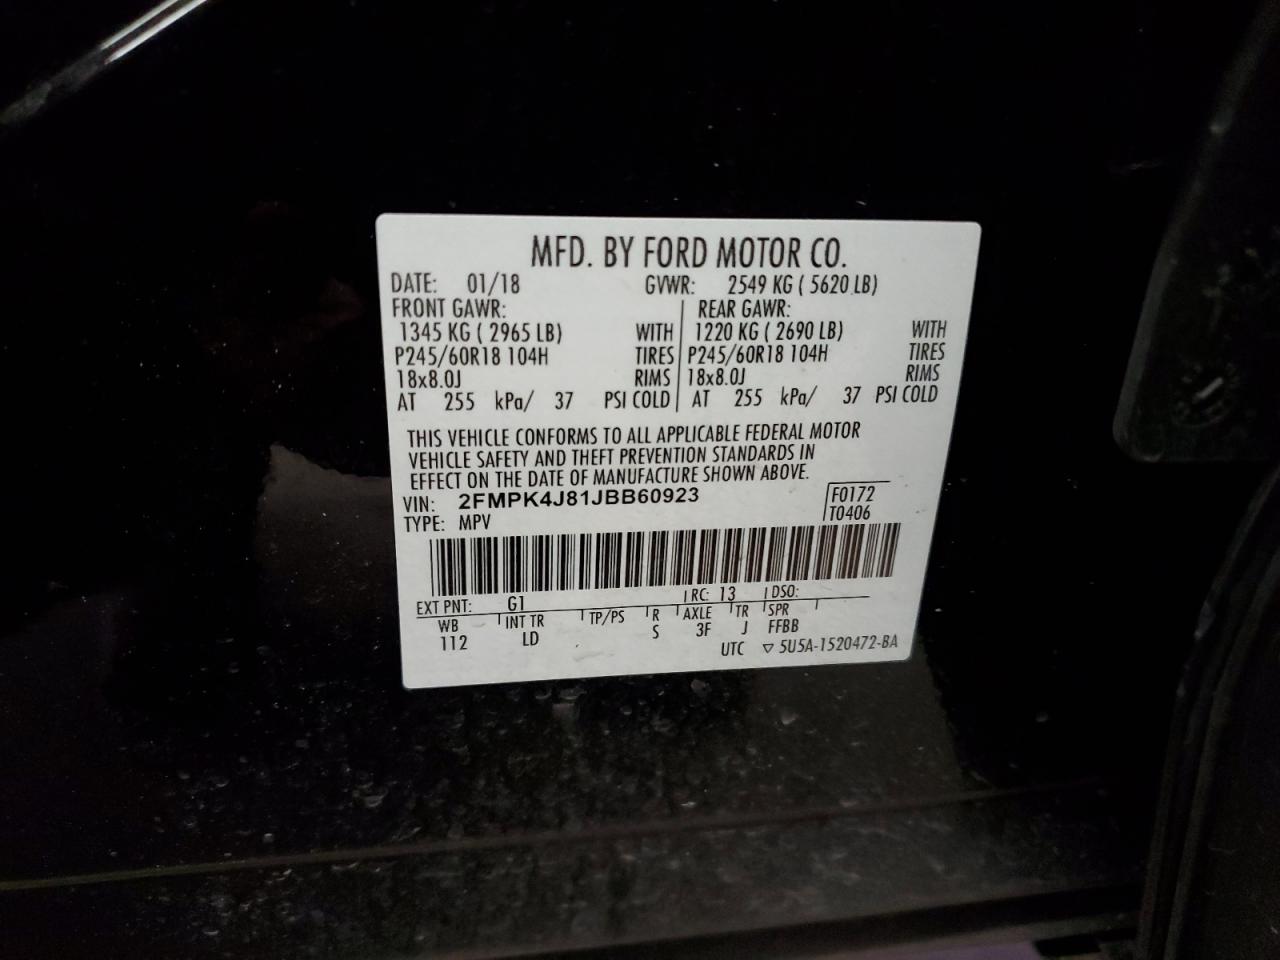 MFD. BY FORD MOTOR CO.
DATE: 01/18 GVWR: 2549 KG ( 5620 LB)
FRONT GAWR: REAR GAWR:
1345 KG ( 2965 LB) WITH 1220 KG ( 2690 LB) WITH
P245/60R18 104H TIRES P245/60R18 104H TIRES
18x8.0J RIMS 18x8.0J RIMS
AT 255 kPa/ 37 PSI COLD AT 255 kPa/ 37 PSI COLD
THIS VEHICLE CONFORMS TO ALL APPLICABLE FEDERAL MOTOR
VEHICLE SAFETY AND THEFT PREVENTION STANDARDS IN
EFFECT ON THE DATE OF MANUFACTURE SHOWN ABOVE.
VIN: 2FMPK4J81JBB60923 F0172
TYPE: MPV T0406
EXT PNT: G1 RC: 13 DSO:
WB INT TR TP/PS R AXLE TR SPR
112 LD S 3F J FFBB
UTC ▽ 5U5A-1520472-BA